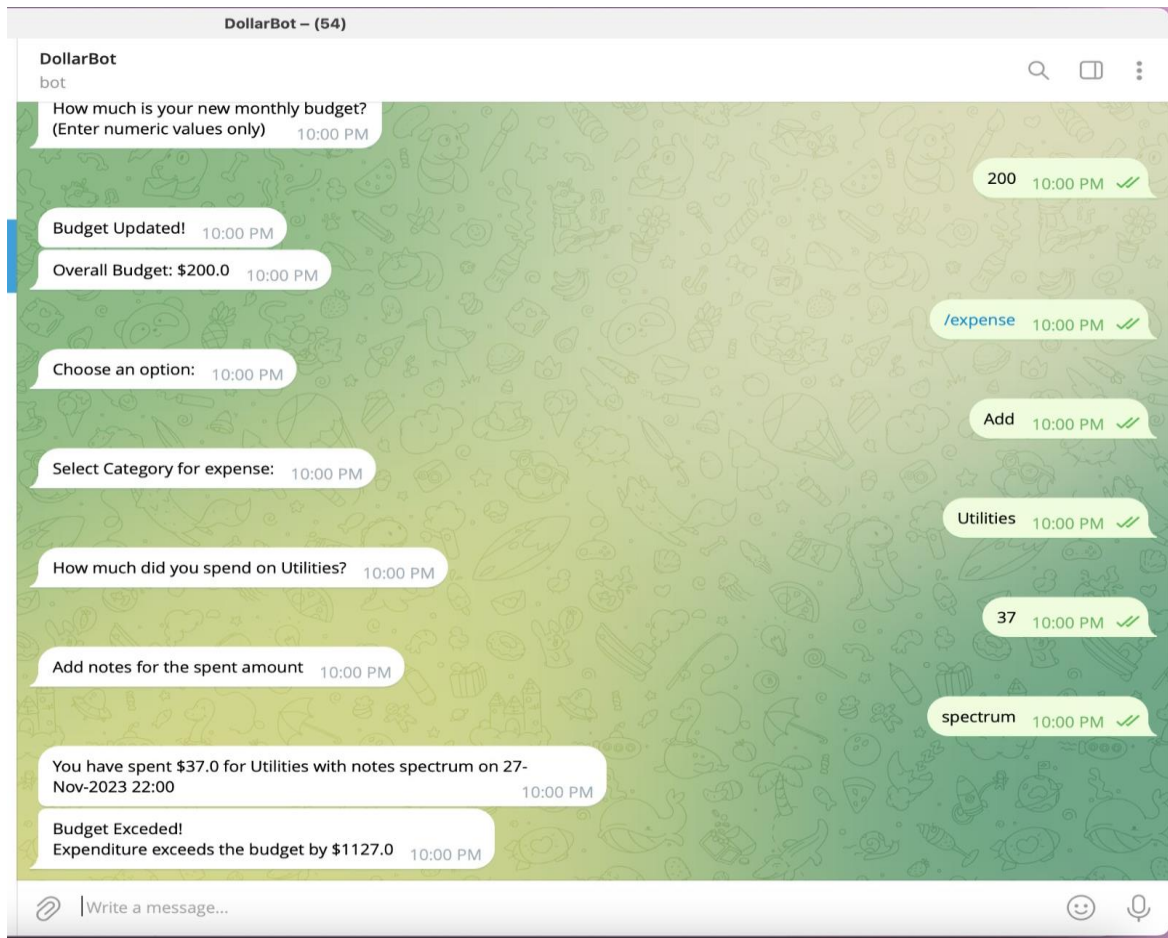 DollarBot – (54)
DollarBot
bot
How much is your new monthly budget?
(Enter numeric values only) 10:00 PM
200 10:00 PM
Budget Updated! 10:00 PM
Overall Budget: $200.0 10:00 PM
/expense 10:00 PM
Choose an option: 10:00 PM
Add 10:00 PM
Select Category for expense: 10:00 PM
Utilities 10:00 PM
How much did you spend on Utilities? 10:00 PM
37 10:00 PM
Add notes for the spent amount 10:00 PM
spectrum 10:00 PM
You have spent $37.0 for Utilities with notes spectrum on 27-
Nov-2023 22:00 10:00 PM
Budget Exceded!
Expenditure exceeds the budget by $1127.0 10:00 PM
Write a message...